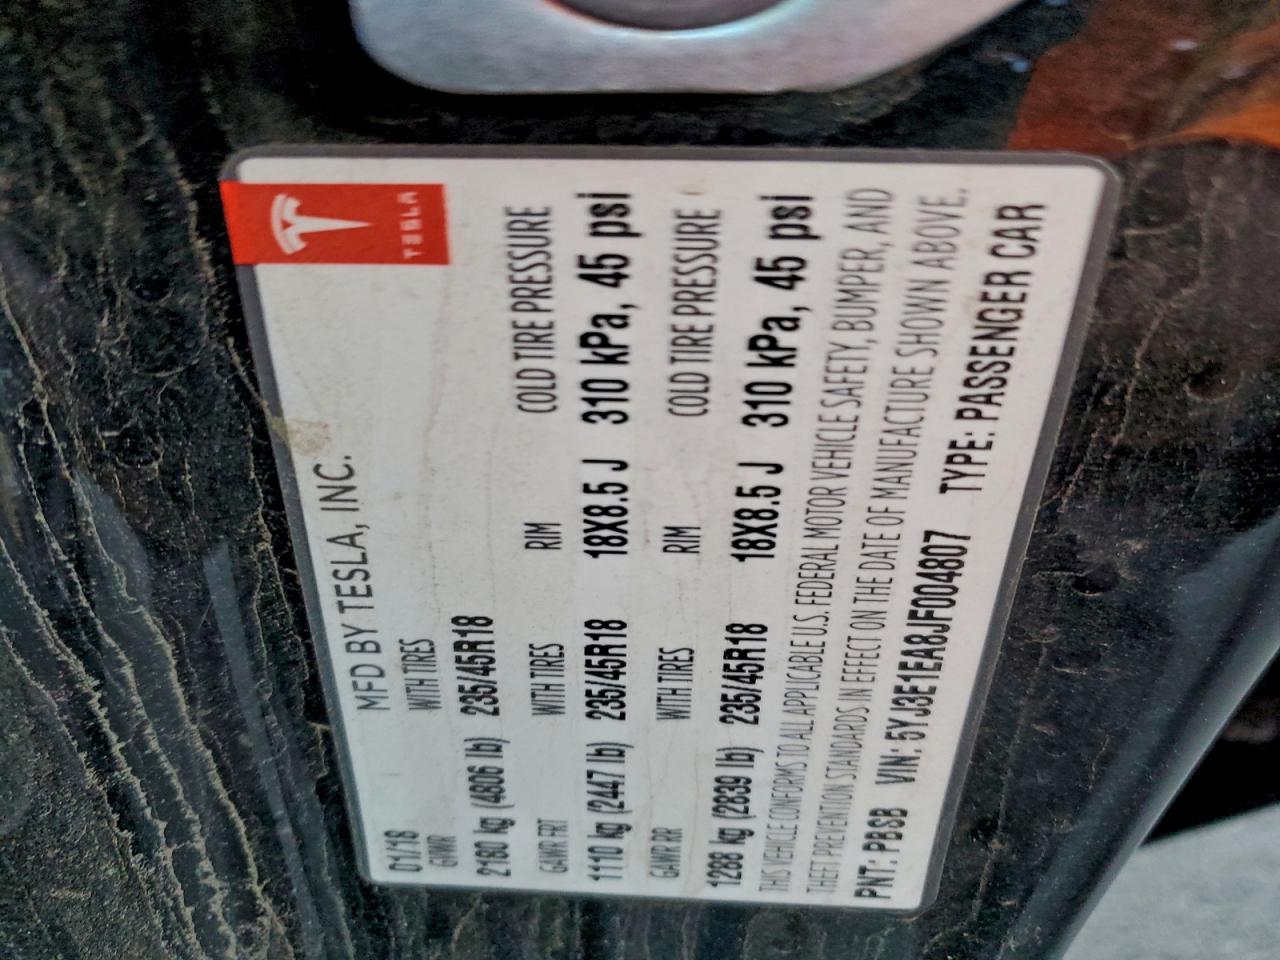 TESLA
MFD BY TESLA, INC.
01/18
GVWR WITH TIRES
2180 kg (4806 lb) 235/45R18
GAWR FRT WITH TIRES RIM COLD TIRE PRESSURE
1110 kg (2447 lb) 235/45R18 18X8.5 J 310 kPa, 45 psi
GAWR RR WITH TIRES RIM COLD TIRE PRESSURE
1288 kg (2839 lb) 235/45R18 18X8.5 J 310 kPa, 45 psi
THIS VEHICLE CONFORMS TO ALL APPLICABLE U.S. FEDERAL MOTOR VEHICLE SAFETY, BUMPER, AND
THEFT PREVENTION STANDARDS IN EFFECT ON THE DATE OF MANUFACTURE SHOWN ABOVE.
PNT: PBSB VIN: 5YJ3E1EA8JF004807 TYPE: PASSENGER CAR